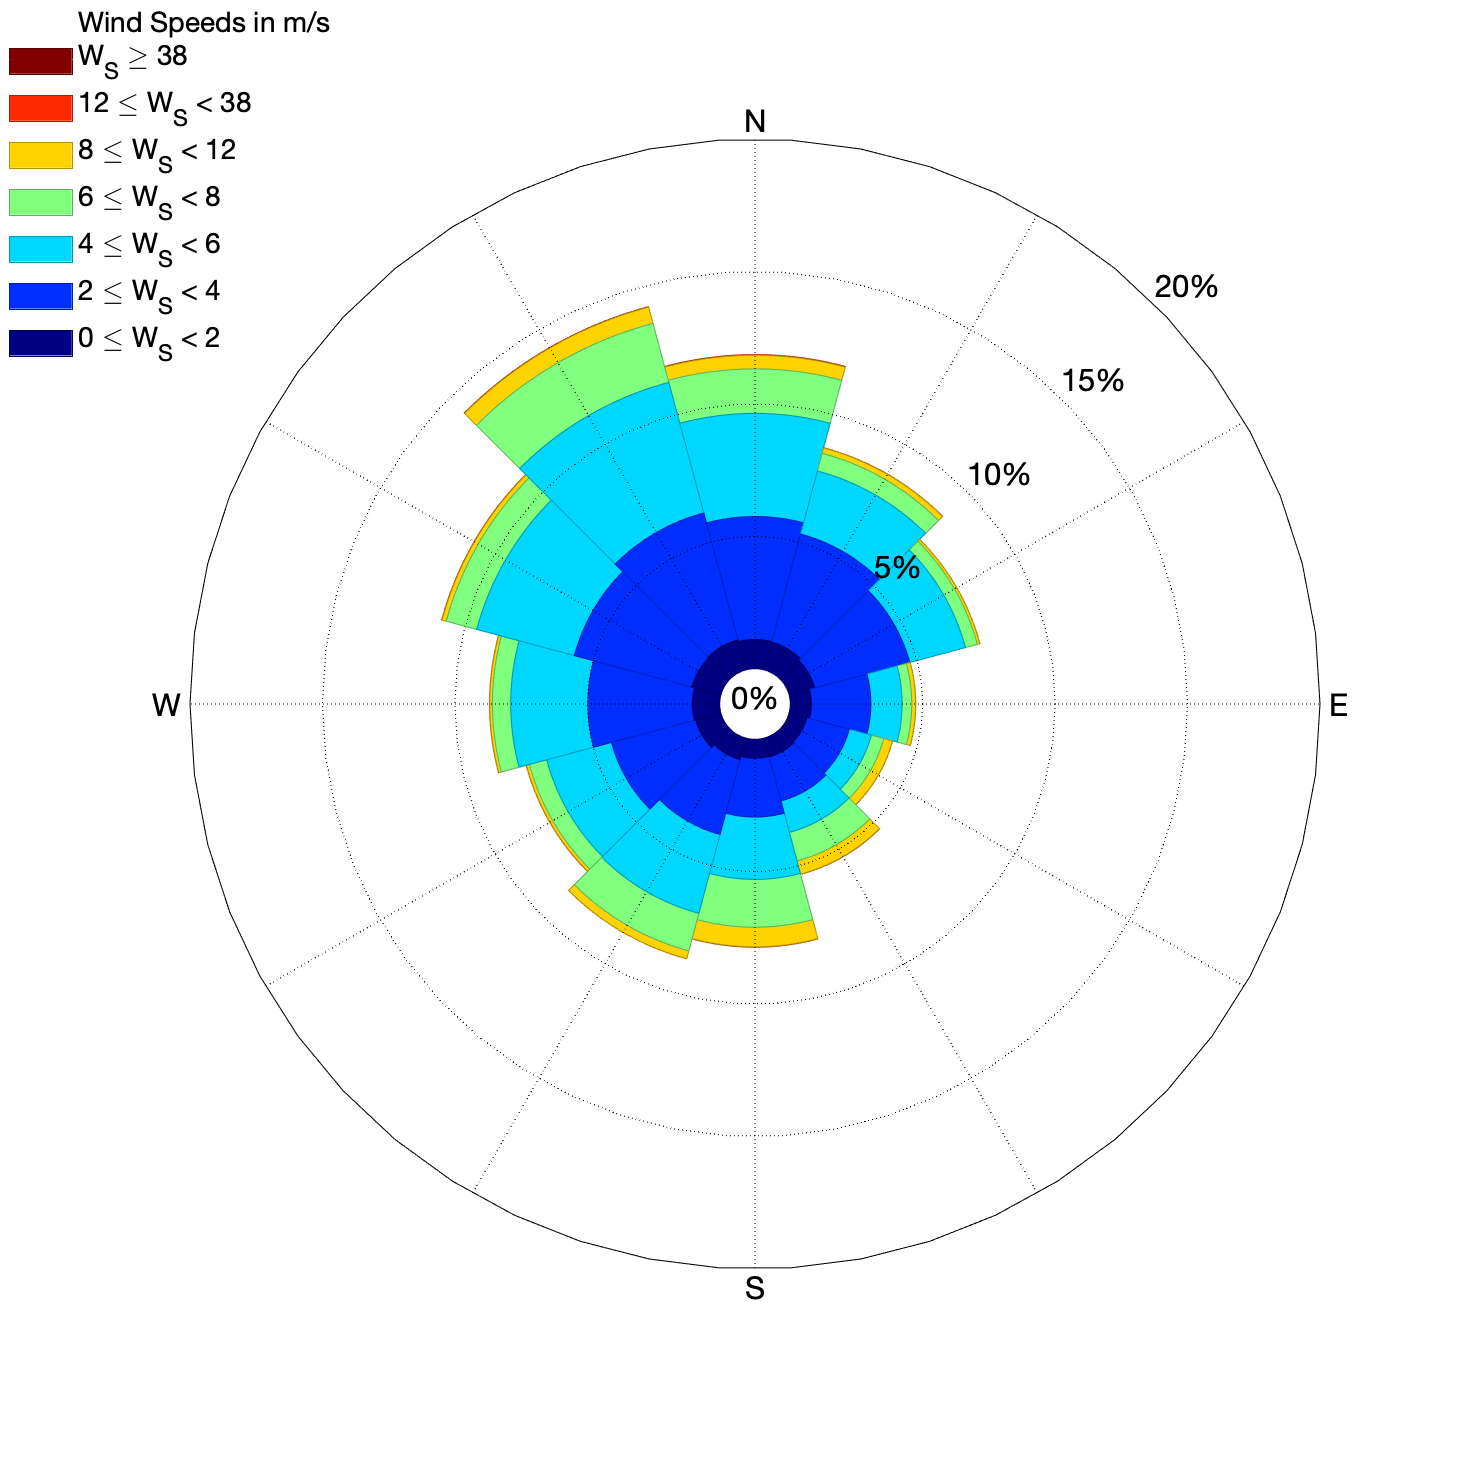 Wind Speeds in m/s
W_S ≥ 38
12 ≤ W_S < 38
8 ≤ W_S < 12
6 ≤ W_S < 8
4 ≤ W_S < 6
2 ≤ W_S < 4
0 ≤ W_S < 2
N
20%
15%
10%
5%
0%
W
E
S